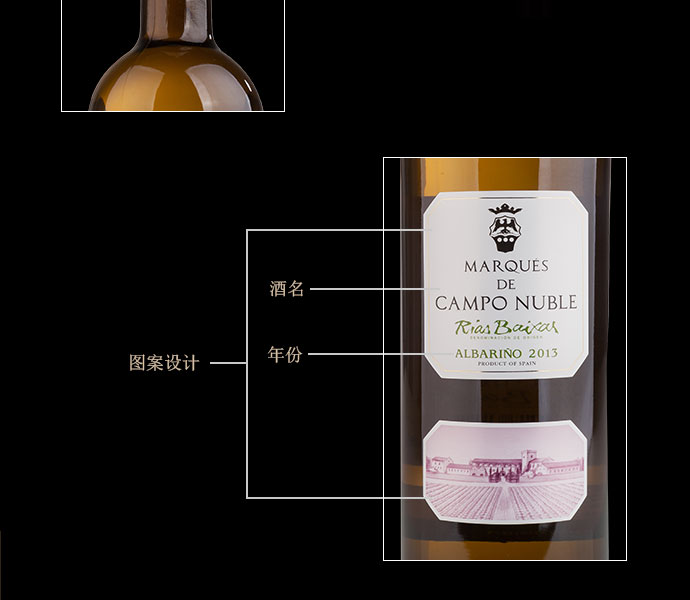 MARQUÉS
DE
CAMPO NUBLE
Rías Baixas
DENOMINACIÓN DE ORIGEN
ALBARIÑO 2013
PRODUCT OF SPAIN
酒名
年份
图案设计